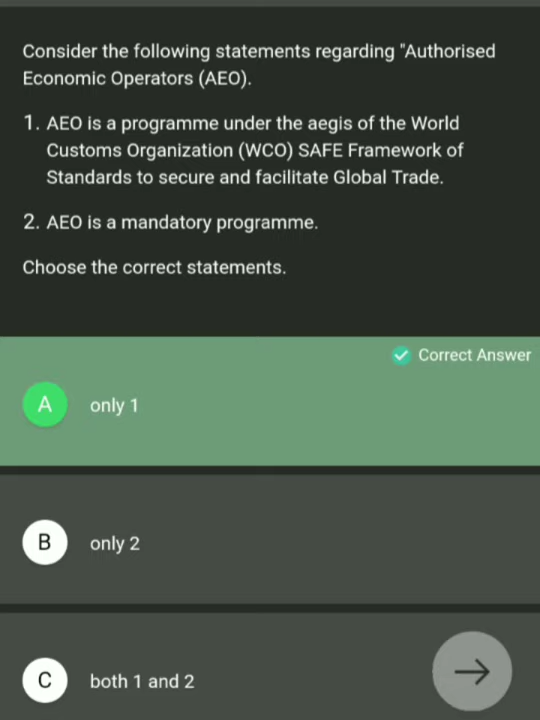 Consider the following statements regarding "Authorised
Economic Operators (AEO).
1. AEO is a programme under the aegis of the World
Customs Organization (WCO) SAFE Framework of
Standards to secure and facilitate Global Trade.
2. AEO is a mandatory programme.
Choose the correct statements.
Correct Answer
A only 1
B only 2
C both 1 and 2